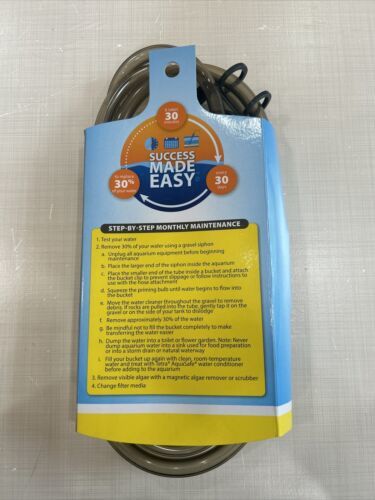 It takes
30
minutes
SUCCESS
MADE
EASY
to replace
30%
of your water
every
30
days
STEP-BY-STEP MONTHLY MAINTENANCE
1. Test your water
2. Remove 30% of your water using a gravel siphon
a. Unplug all aquarium equipment before beginning
maintenance
b. Place the larger end of the siphon inside the aquarium
c. Place the smaller end of the tube inside a bucket and attach
the bucket clip to prevent slippage or follow instructions to
use with the hose attachment
d. Squeeze the priming bulb until water begins to flow into
the bucket
e. Move the water cleaner throughout the gravel to remove
debris. If rocks are pulled into the tube, gently tap it on the
gravel or on the side of your tank to dislodge
f. Remove approximately 30% of the water
g. Be mindful not to fill the bucket completely to make
transferring the water easier
h. Dump the water into a toilet or flower garden. Note: Never
dump aquarium water into a sink used for food preparation
or into a storm drain or natural waterway
i. Fill your bucket up again with clean, room-temperature
water and treat with Tetra® AquaSafe® water conditioner
before adding to the aquarium
3. Remove visible algae with a magnetic algae remover or scrubber
4. Change filter media